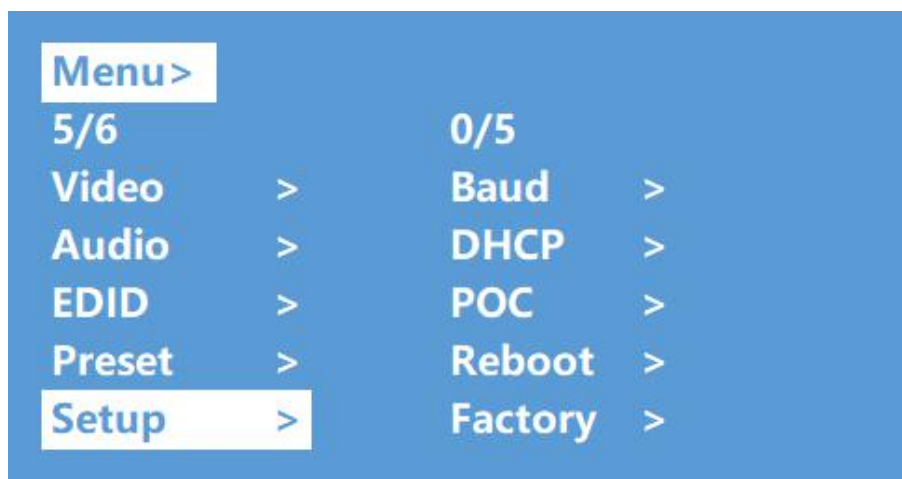 Menu>
5/6 0/5
Video > Baud >
Audio > DHCP >
EDID > POC >
Preset > Reboot >
Setup > Factory >